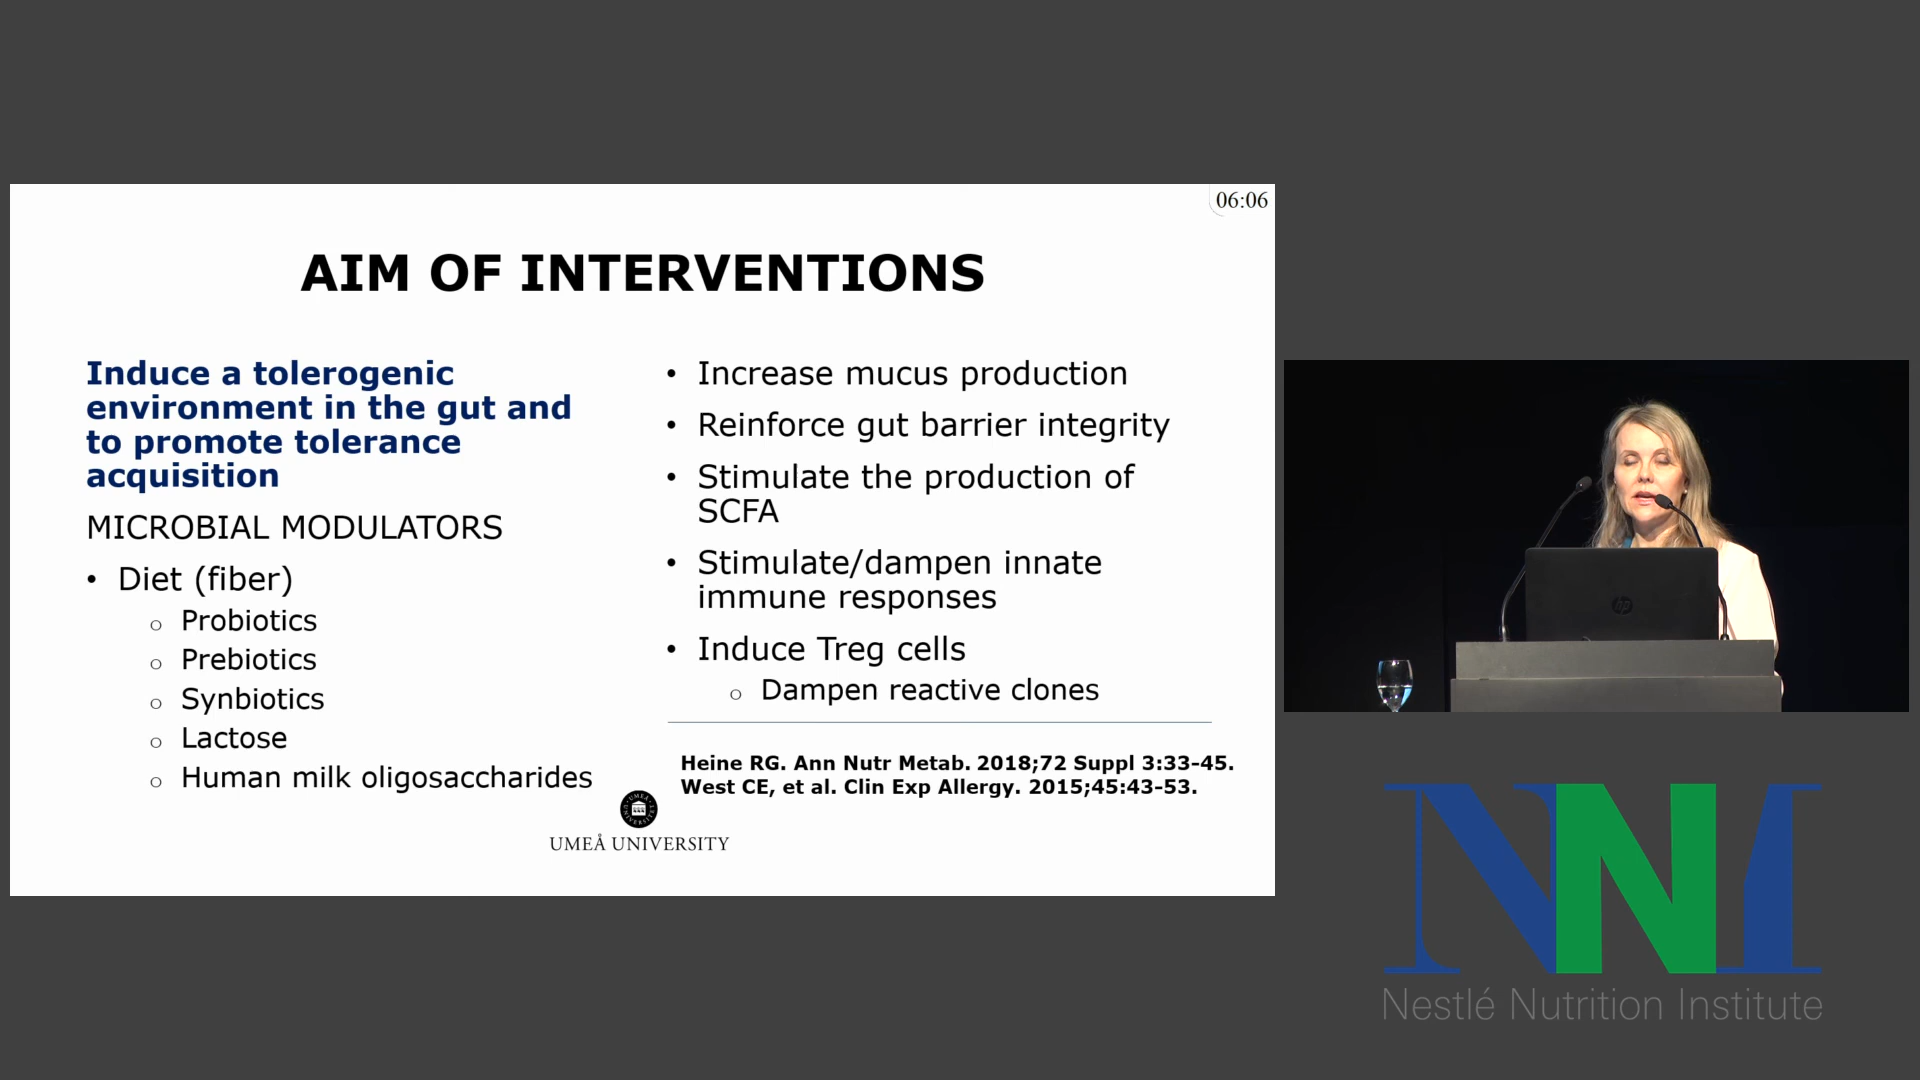 06:06
AIM OF INTERVENTIONS
Induce a tolerogenic
environment in the gut and
to promote tolerance
acquisition
MICROBIAL MODULATORS
• Diet (fiber)
o Probiotics
o Prebiotics
o Synbiotics
o Lactose
o Human milk oligosaccharides
• Increase mucus production
• Reinforce gut barrier integrity
• Stimulate the production of
SCFA
• Stimulate/dampen innate
immune responses
• Induce Treg cells
o Dampen reactive clones
Heine RG. Ann Nutr Metab. 2018;72 Suppl 3:33-45.
West CE, et al. Clin Exp Allergy. 2015;45:43-53.
UMEÅ UNIVERSITY
hp
NNI
Nestlé Nutrition Institute